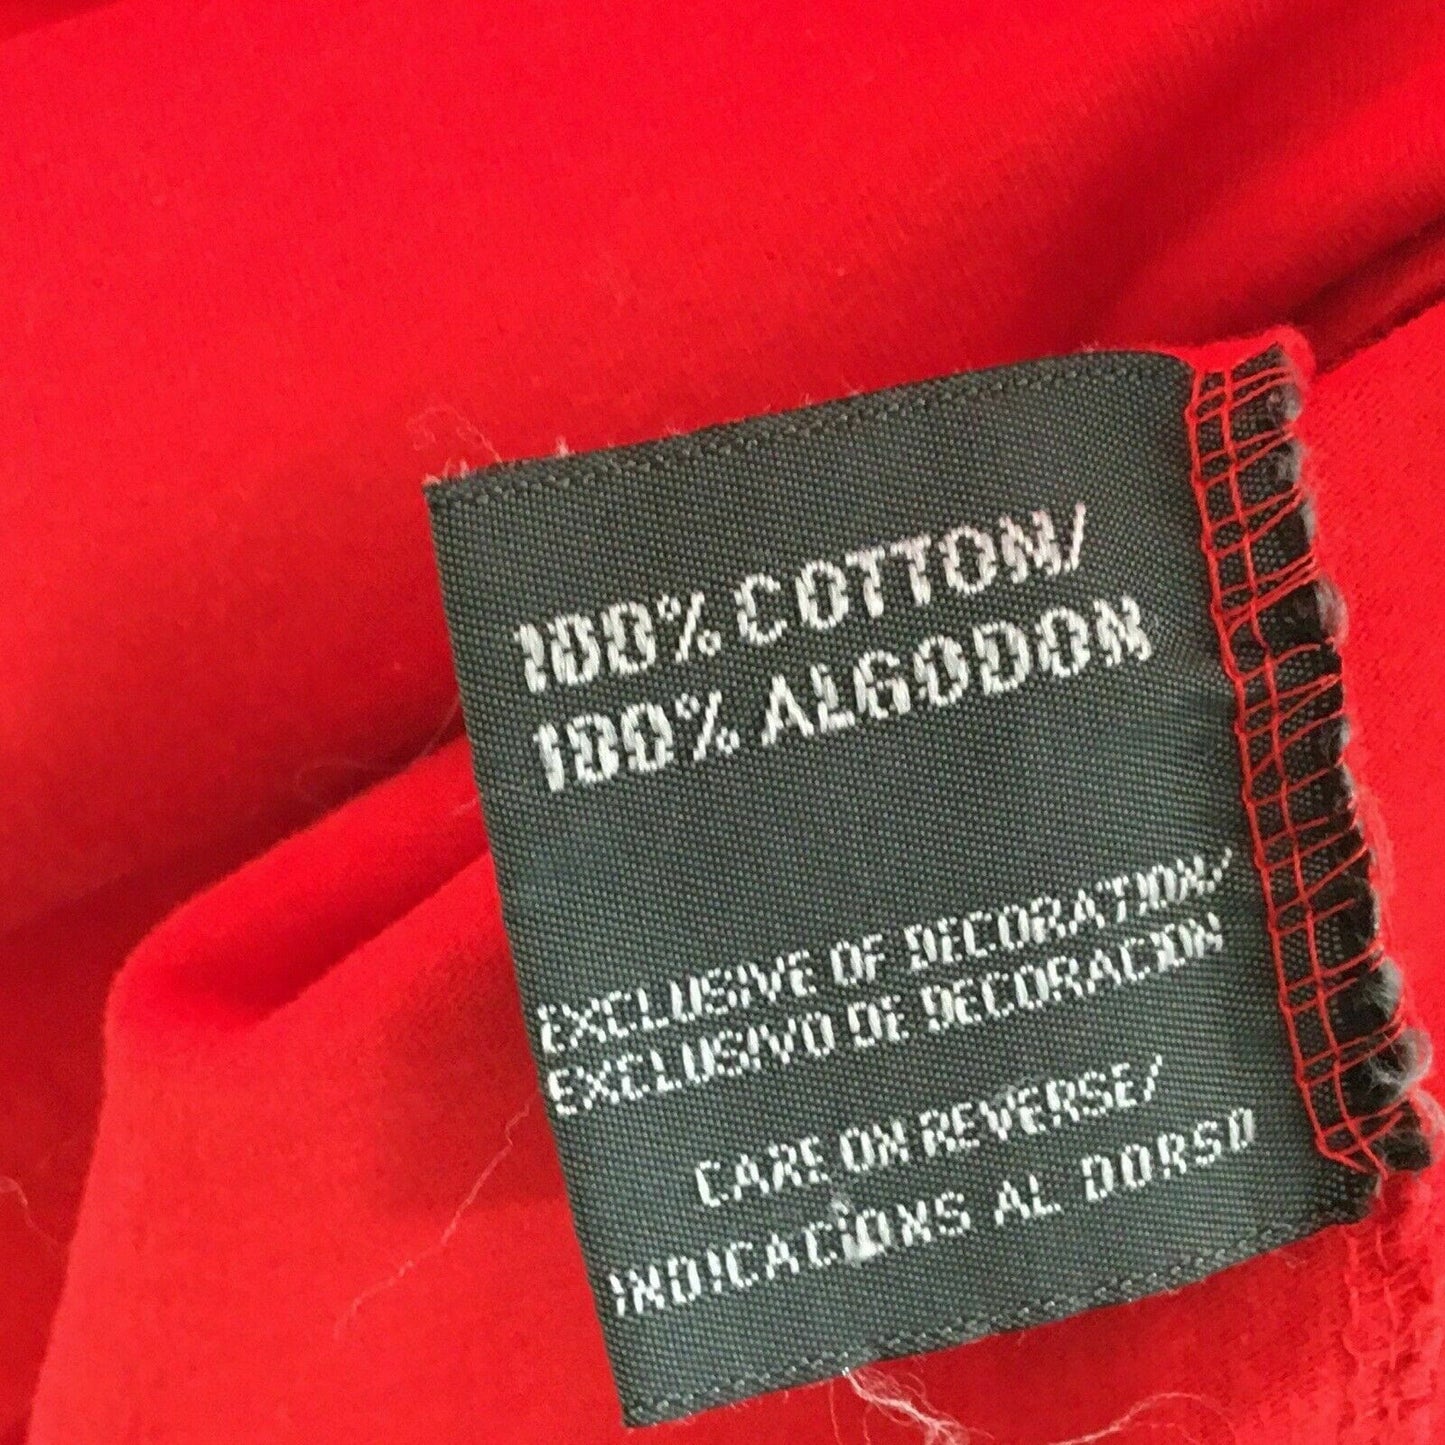 100% COTTON/
100% ALGODON
EXCLUSIVE OF DECORATION/
EXCLUSIVO DE DECORACION
CARE ON REVERSE/
INDICACIONS AL DORSO